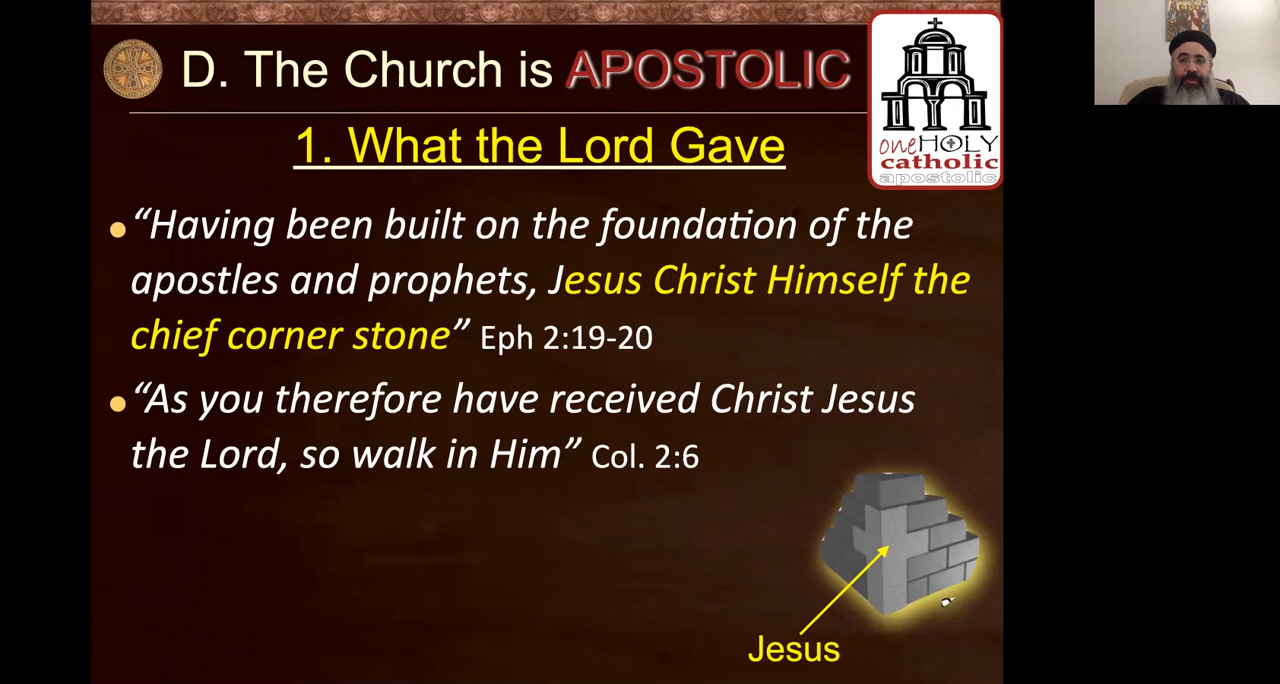 D. The Church is APOSTOLIC
one HOLY
catholic
apostolic
1. What the Lord Gave
• “Having been built on the foundation of the
apostles and prophets, Jesus Christ Himself the
chief corner stone” Eph 2:19-20
• “As you therefore have received Christ Jesus
the Lord, so walk in Him” Col. 2:6
Jesus